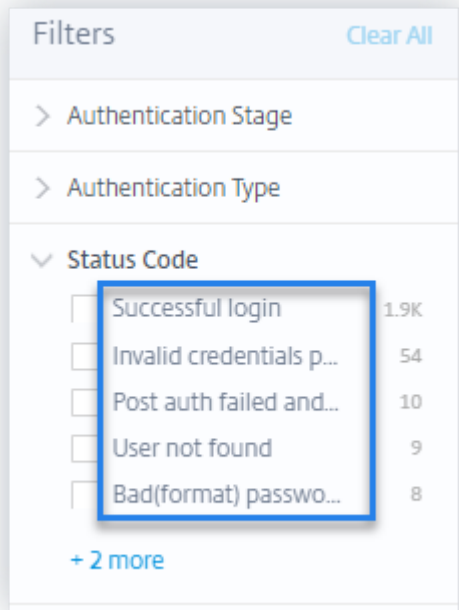 Filters Clear All
Authentication Stage
Authentication Type
Status Code
Successful login 1.9K
Invalid credentials p... 54
Post auth failed and... 10
User not found 9
Bad(format) passwo... 8
+ 2 more